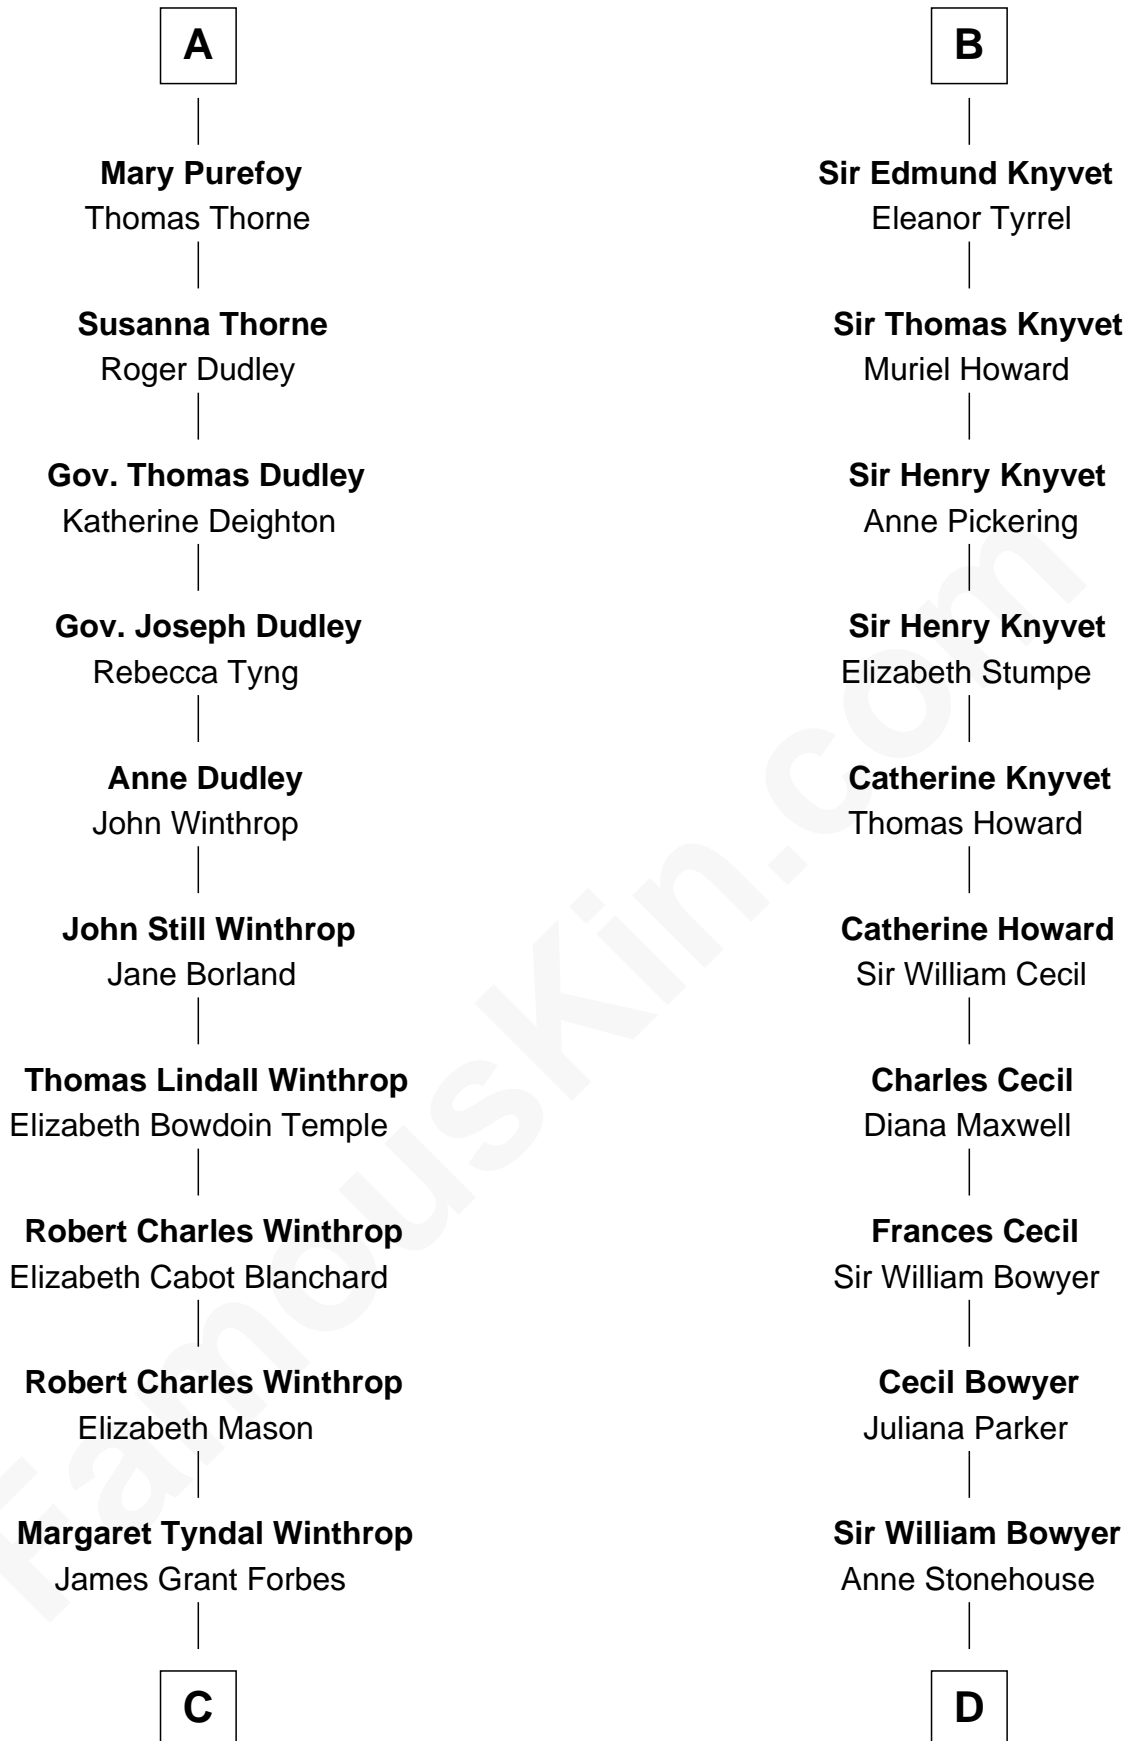 A
Mary Purefoy
Thomas Thorne
Susanna Thorne
Roger Dudley
Gov. Thomas Dudley
Katherine Deighton
Gov. Joseph Dudley
Rebecca Tyng
Anne Dudley
John Winthrop
John Still Winthrop
Jane Borland
Thomas Lindall Winthrop
Elizabeth Bowdoin Temple
Robert Charles Winthrop
Elizabeth Cabot Blanchard
Robert Charles Winthrop
Elizabeth Mason
Margaret Tyndal Winthrop
James Grant Forbes
C
B
Sir Edmund Knyvet
Eleanor Tyrrel
Sir Thomas Knyvet
Muriel Howard
Sir Henry Knyvet
Anne Pickering
Sir Henry Knyvet
Elizabeth Stumpe
Catherine Knyvet
Thomas Howard
Catherine Howard
Sir William Cecil
Charles Cecil
Diana Maxwell
Frances Cecil
Sir William Bowyer
Cecil Bowyer
Juliana Parker
Sir William Bowyer
Anne Stonehouse
D
FamousKin.com